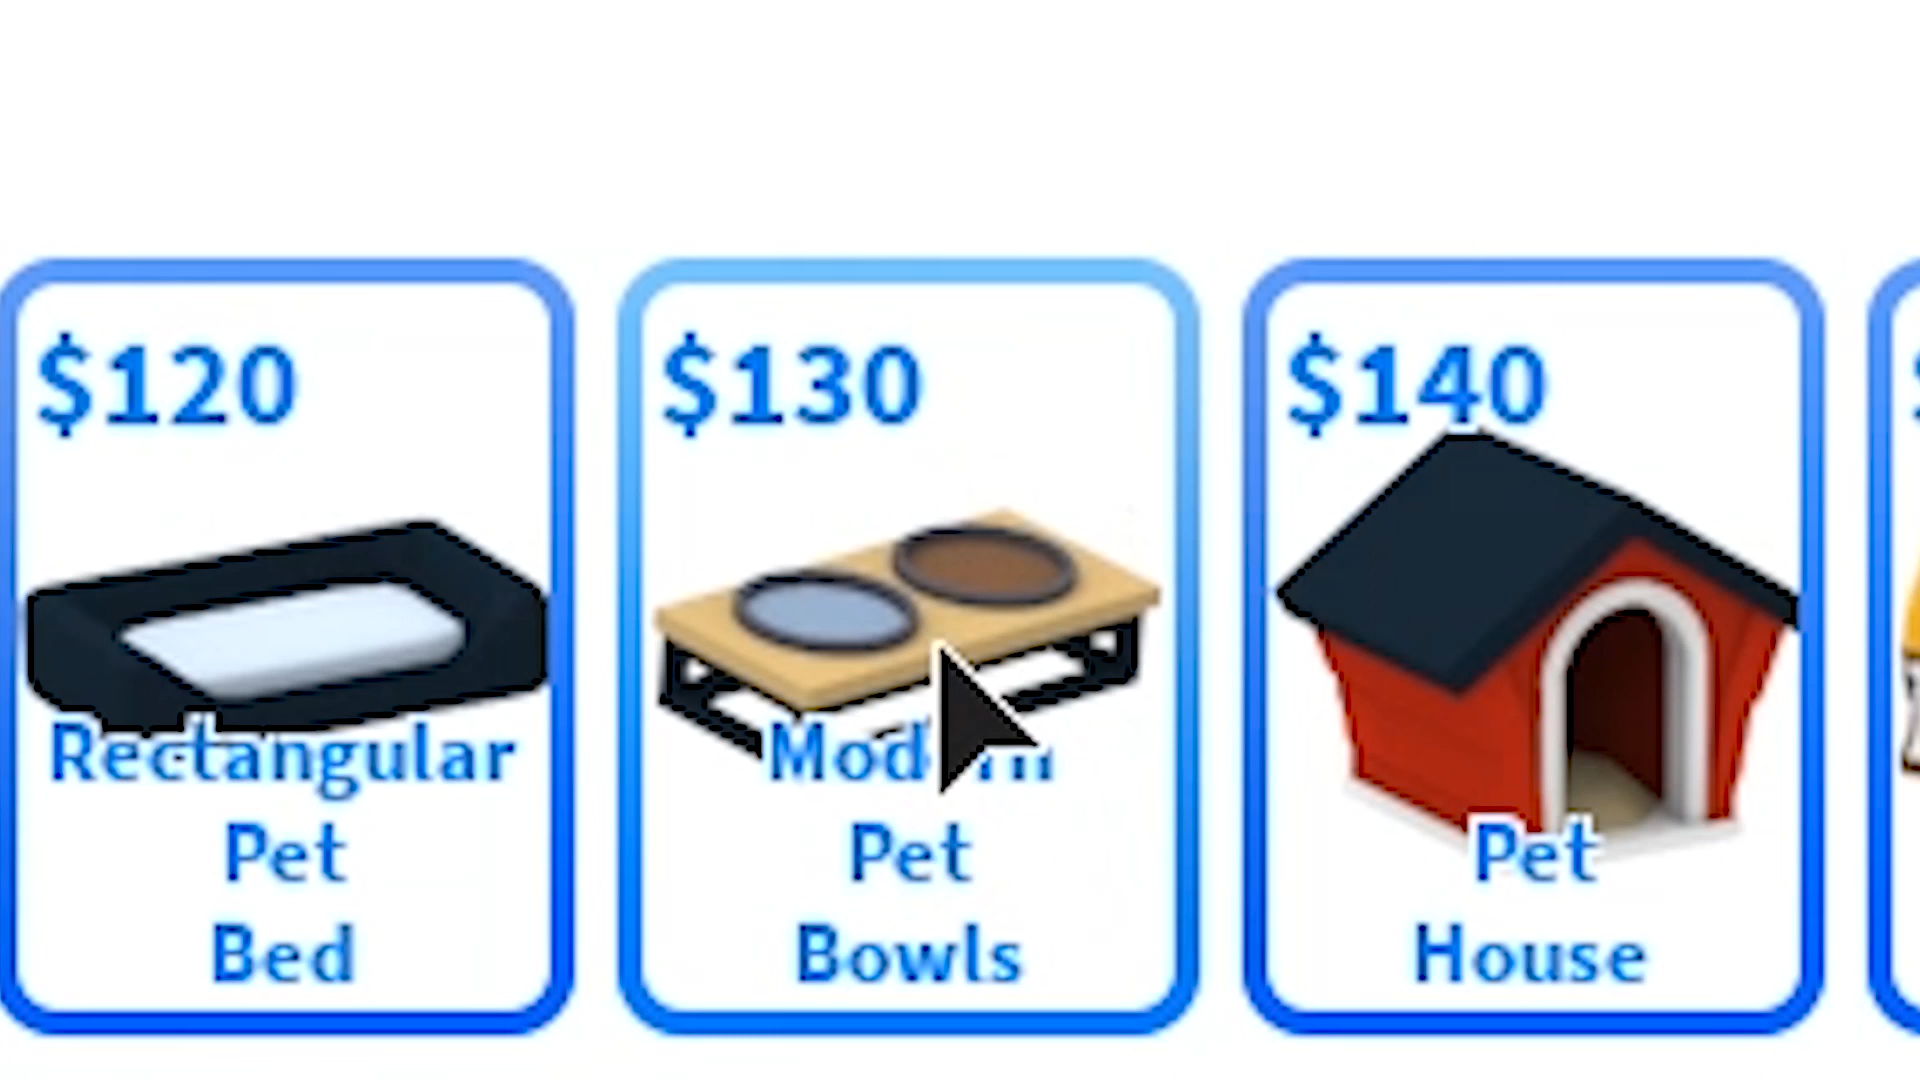 $120
Rectangular
Pet
Bed
$130
Pet
Bowls
$140
Pet
House